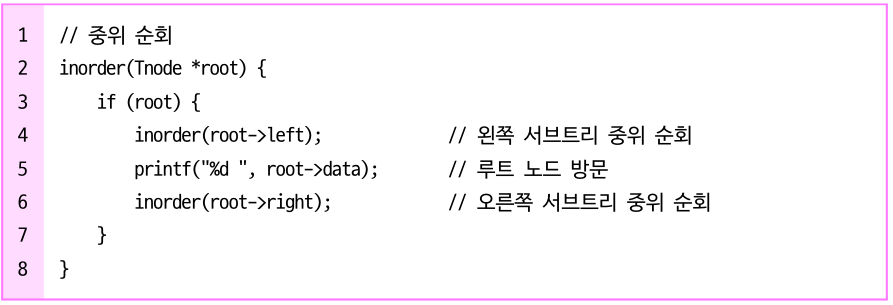 1 // 중위 순회
2 inorder(Tnode *root) {
3     if (root) {
4         inorder(root->left);             // 왼쪽 서브트리 중위 순회
5         printf("%d ", root->data);       // 루트 노드 방문
6         inorder(root->right);            // 오른쪽 서브트리 중위 순회
7     }
8 }